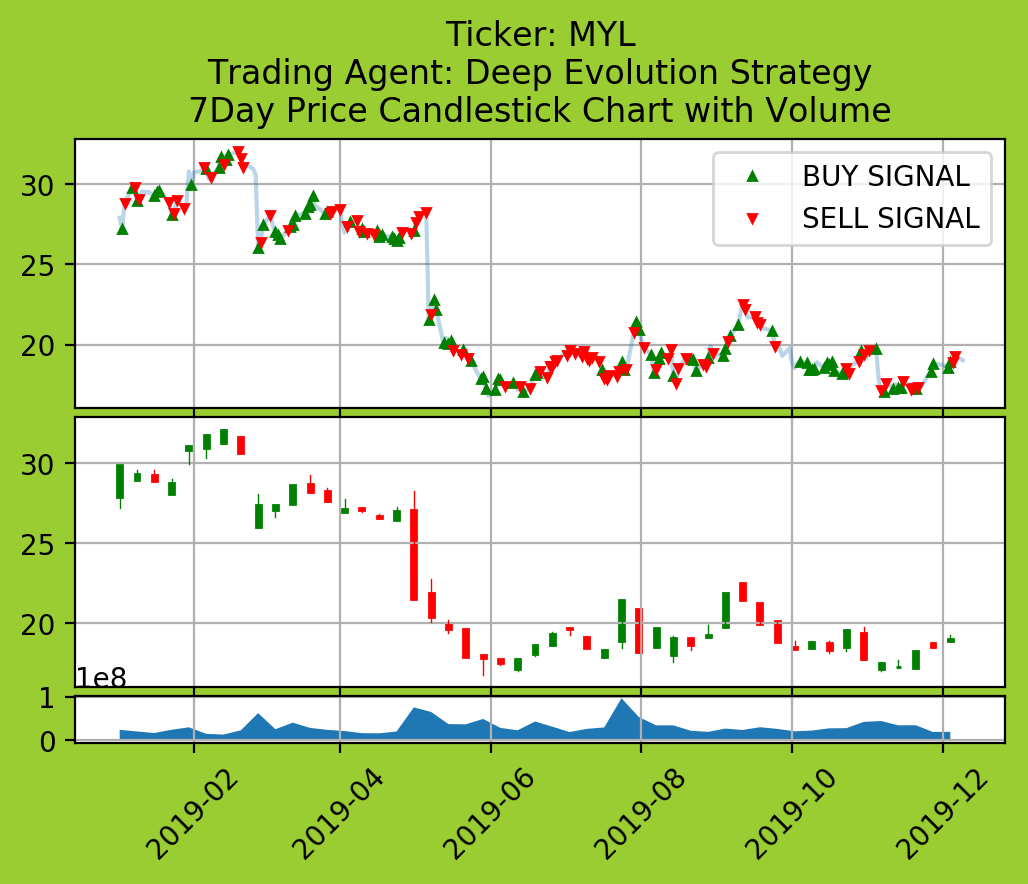 Ticker: MYL
Trading Agent: Deep Evolution Strategy
7Day Price Candlestick Chart with Volume
30
25
20
BUY SIGNAL
SELL SIGNAL
30
25
20
1e8
1
0
2019-02
2019-04
2019-06
2019-08
2019-10
2019-12